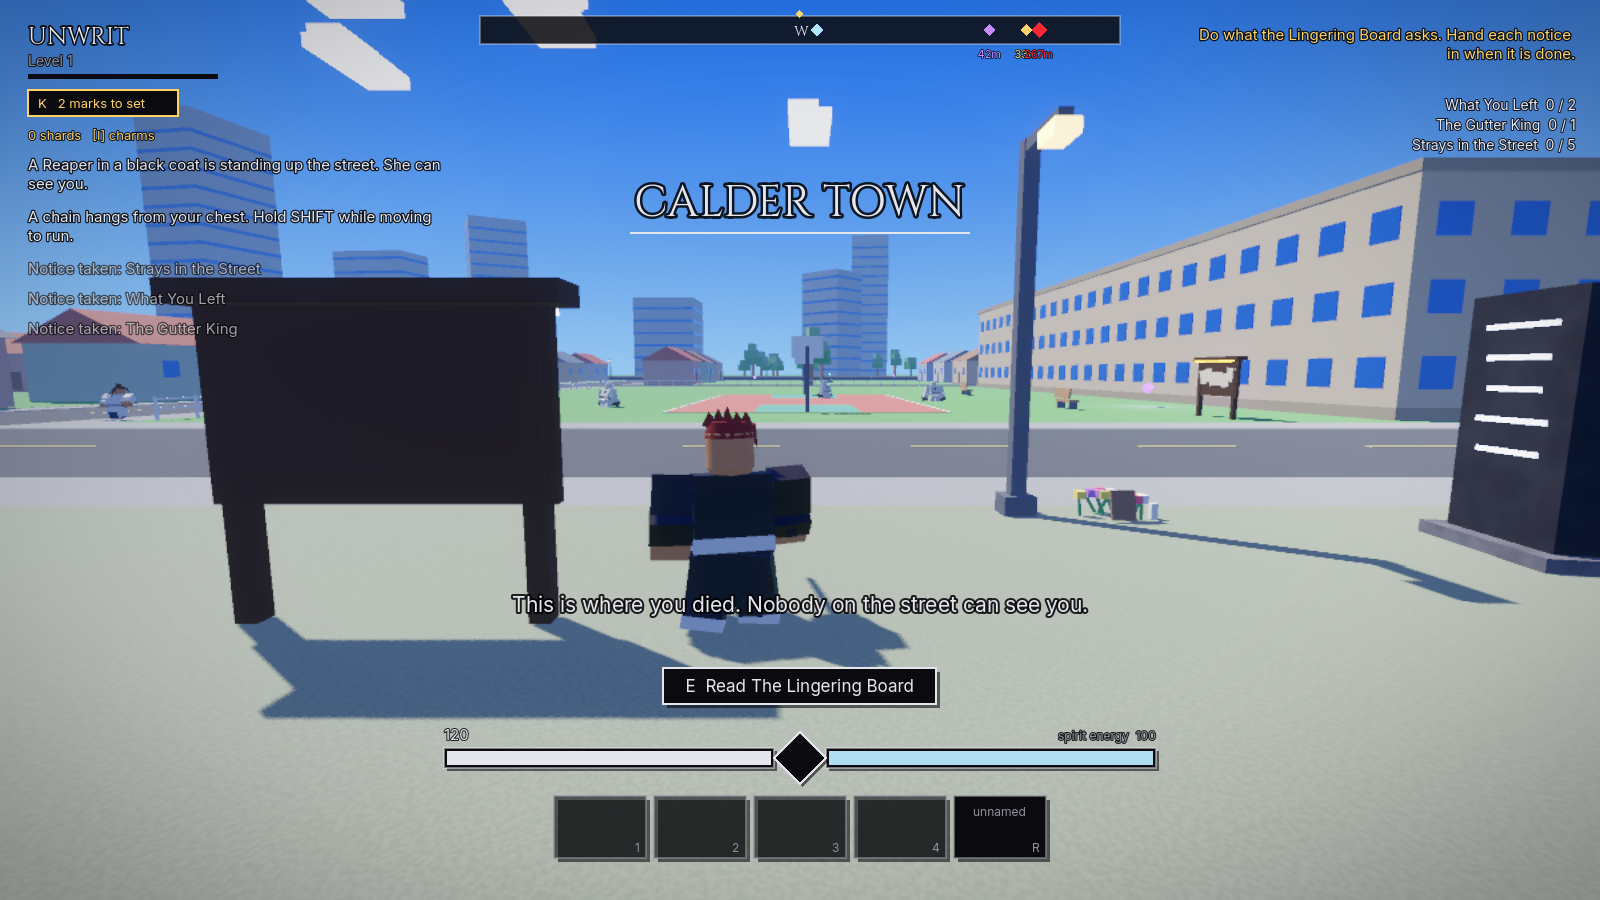 UNWRIT
Level 1
K 2 marks to set
0 shards [I] charms
A Reaper in a black coat is standing up the street. She can
see you.
A chain hangs from your chest. Hold SHIFT while moving
to run.
Notice taken: Strays in the Street
Notice taken: What You Left
Notice taken: The Gutter King
W
42m
Do what the Lingering Board asks. Hand each notice
in when it is done.
What You Left 0 / 2
The Gutter King 0 / 1
Strays in the Street 0 / 5
CALDER TOWN
This is where you died. Nobody on the street can see you.
E Read The Lingering Board
120
spirit energy 100
1
2
3
4
unnamed
R